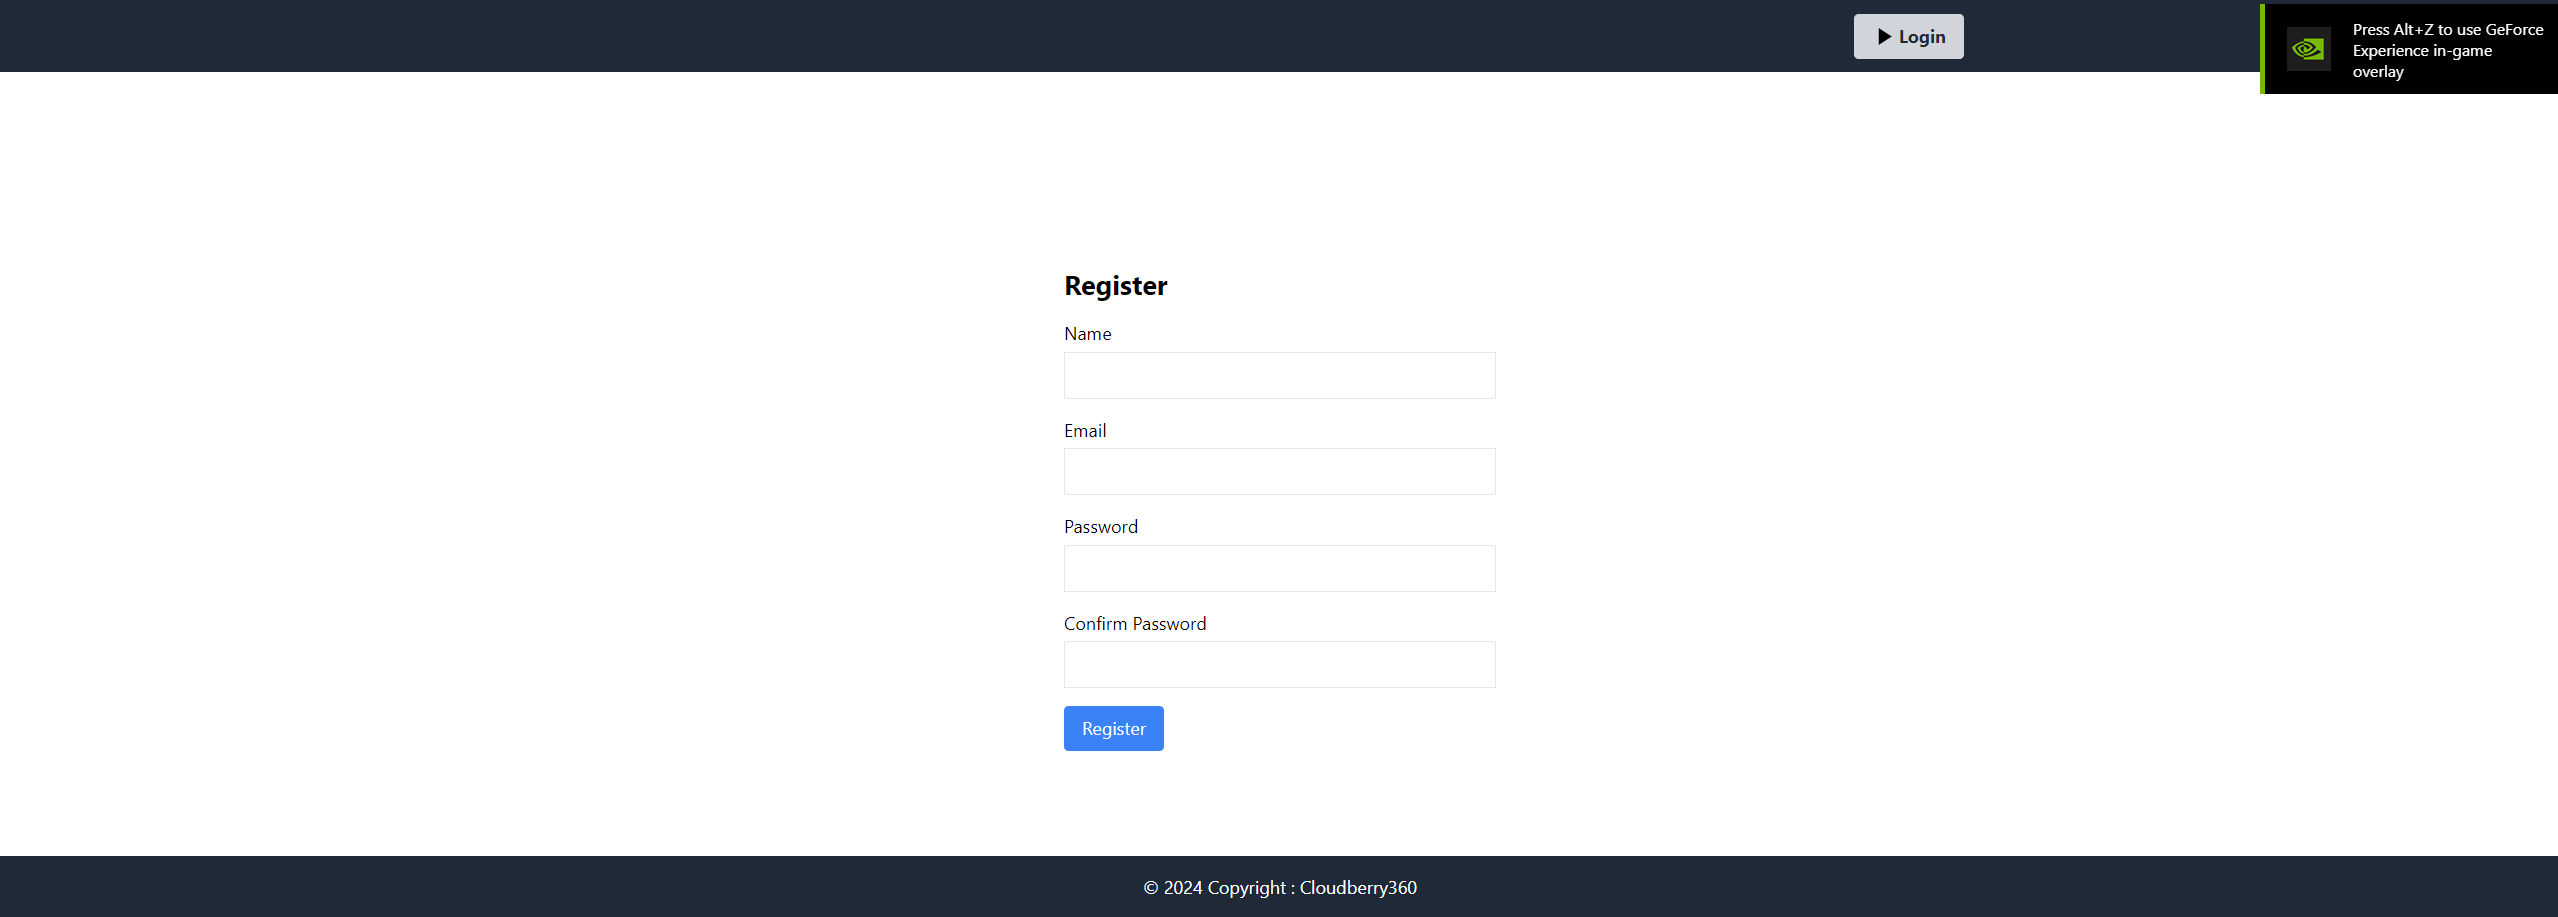 Login
Press Alt+Z to use GeForce
Experience in-game
overlay
Register
Name
Email
Password
Confirm Password
Register
© 2024 Copyright : Cloudberry360